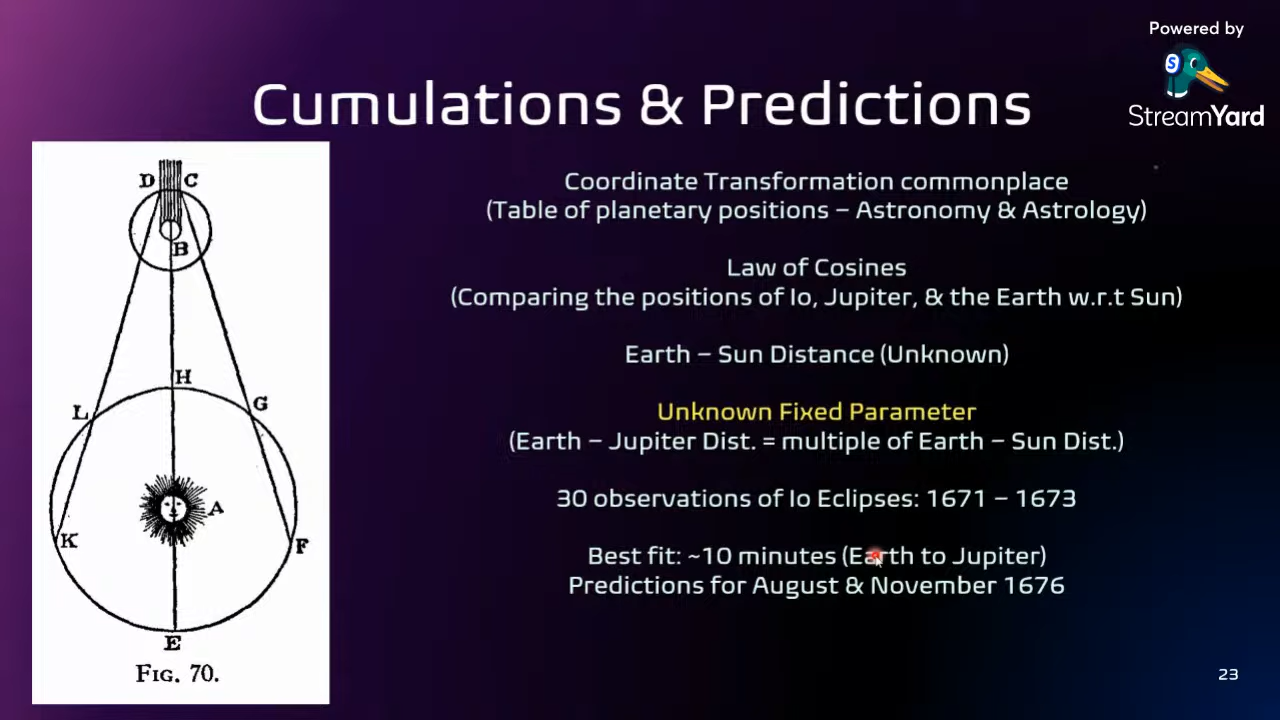 Powered by
S
StreamYard
Cumulations & Predictions
D C
B
H
L G
A
K F
E
FIG. 70.
Coordinate Transformation commonplace
(Table of planetary positions – Astronomy & Astrology)
Law of Cosines
(Comparing the positions of Io, Jupiter, & the Earth w.r.t Sun)
Earth – Sun Distance (Unknown)
Unknown Fixed Parameter
(Earth – Jupiter Dist. = multiple of Earth – Sun Dist.)
30 observations of Io Eclipses: 1671 – 1673
Best fit: ~10 minutes (Earth to Jupiter)
Predictions for August & November 1676
23